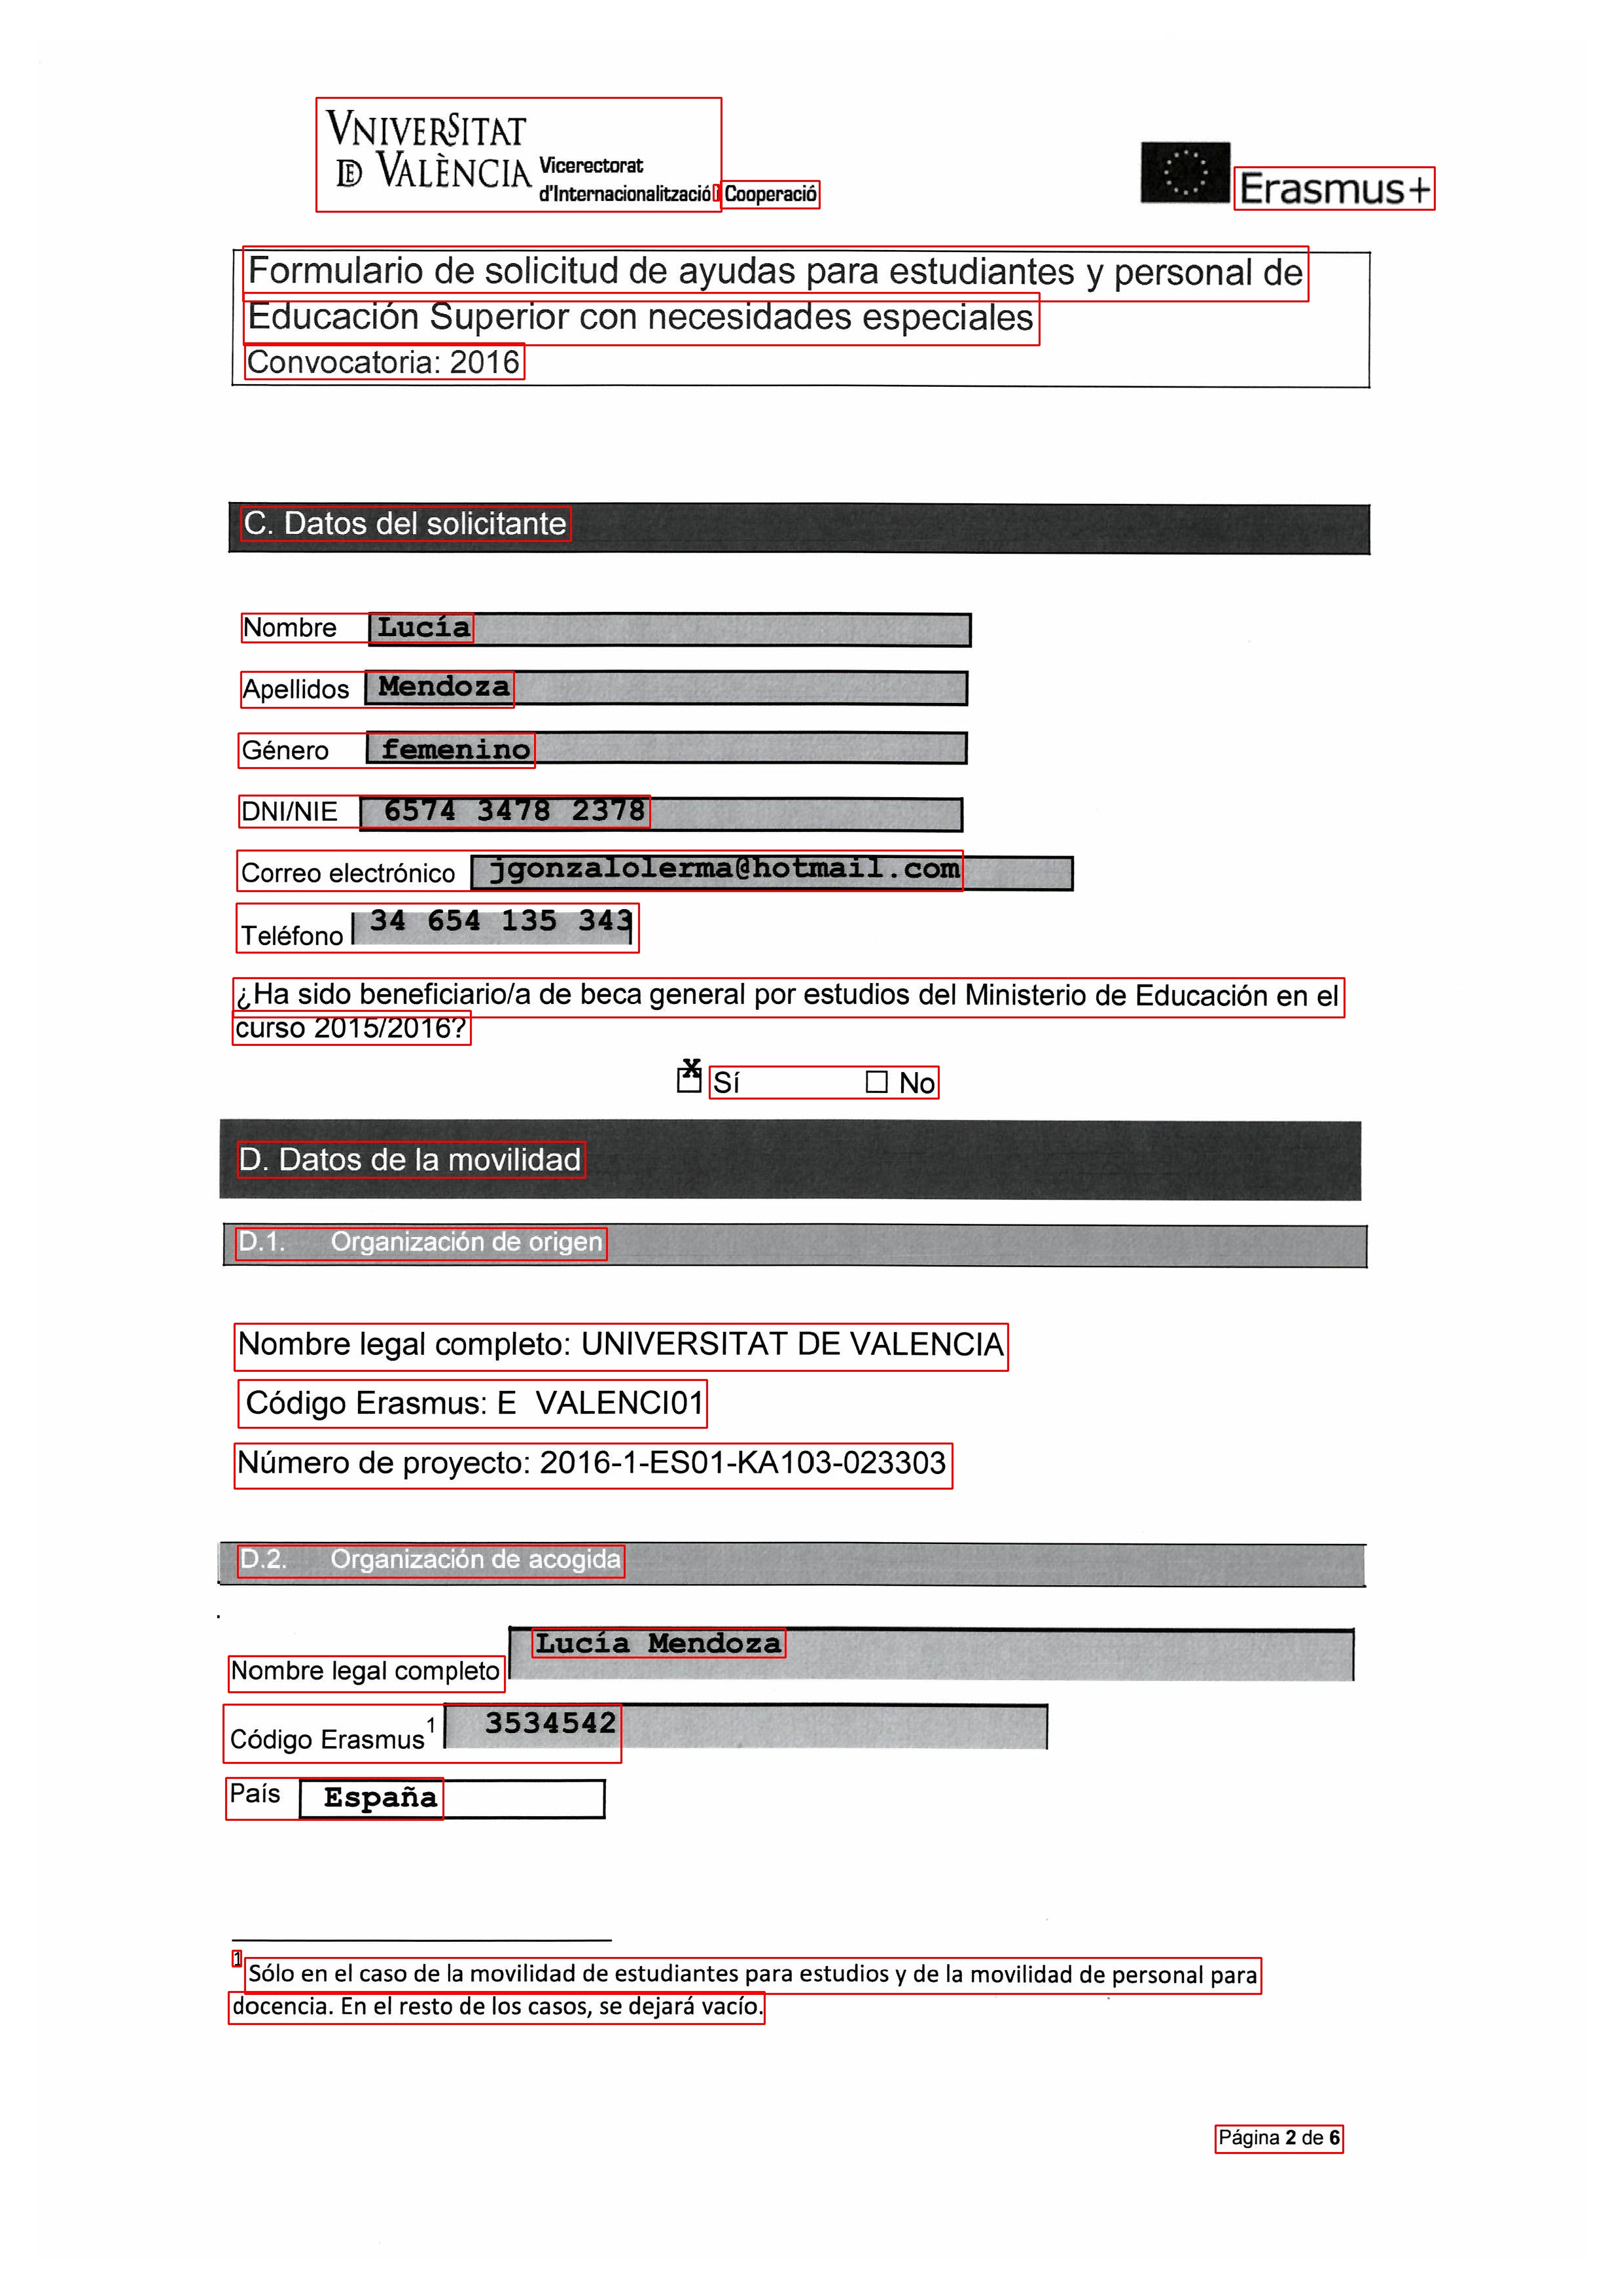 VNIVERSITAT
DE VALÈNCIA Vicerectorat
d'Internacionalització i Cooperació
Erasmus+
Formulario de solicitud de ayudas para estudiantes y personal de
Educación Superior con necesidades especiales
Convocatoria: 2016
C. Datos del solicitante
Nombre Lucía
Apellidos Mendoza
Género femenino
DNI/NIE 6574 3478 2378
Correo electrónico jgonzalolerma@hotmail.com
Teléfono 34 654 135 343
¿Ha sido beneficiario/a de beca general por estudios del Ministerio de Educación en el
curso 2015/2016?
X Sí ☐ No
D. Datos de la movilidad
D.1. Organización de origen
Nombre legal completo: UNIVERSITAT DE VALENCIA
Código Erasmus: E VALENCI01
Número de proyecto: 2016-1-ES01-KA103-023303
D.2. Organización de acogida
Nombre legal completo Lucía Mendoza
Código Erasmus¹ 3534542
País España
1 Sólo en el caso de la movilidad de estudiantes para estudios y de la movilidad de personal para
docencia. En el resto de los casos, se dejará vacío.
Página 2 de 6